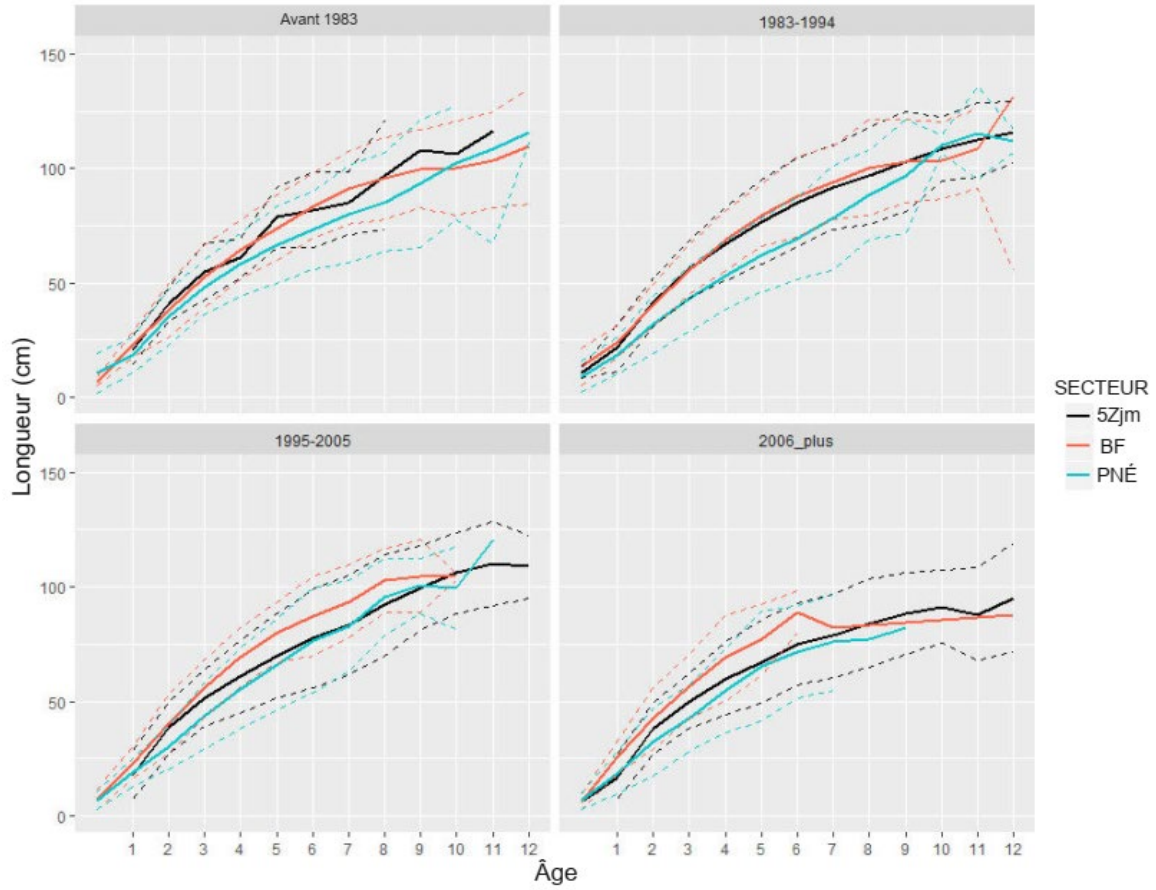 Avant 1983
1983-1994
150
100
50
0
1995-2005
2006_plus
150
100
50
0
1 2 3 4 5 6 7 8 9 10 11 12
1 2 3 4 5 6 7 8 9 10 11 12
Longueur (cm)
Âge
SECTEUR
5Zjm
BF
PNÉ